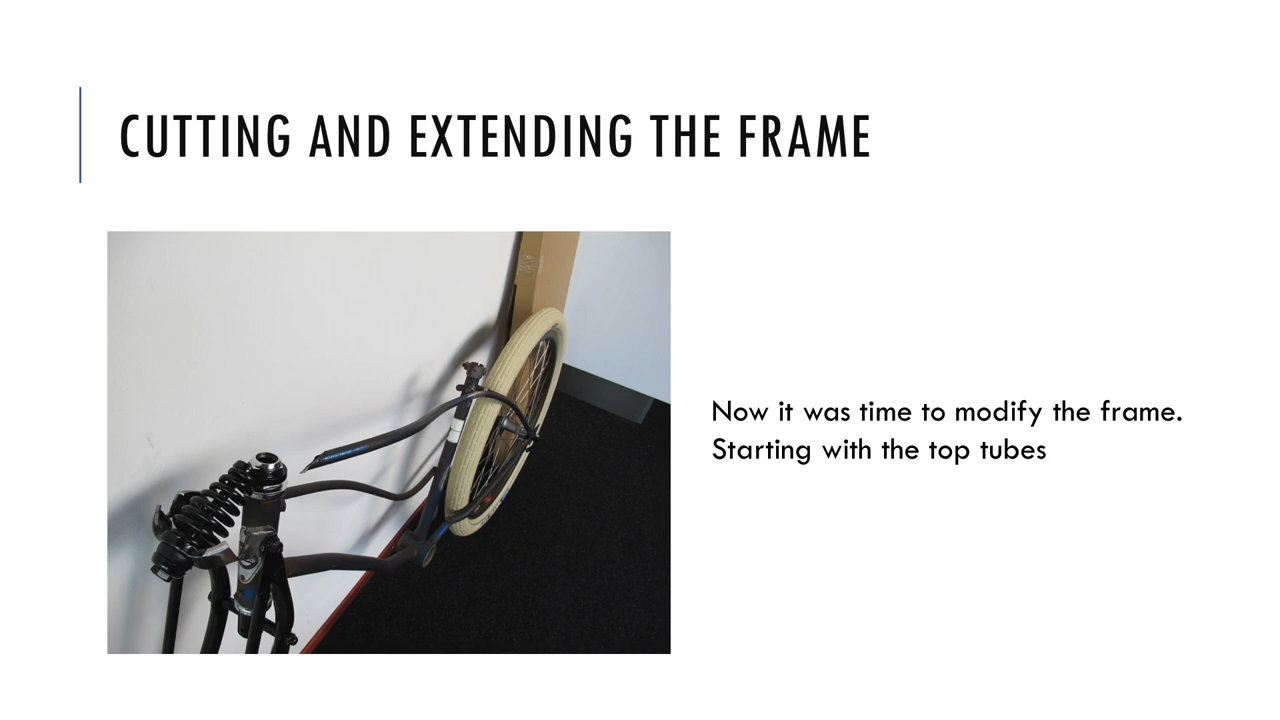 CUTTING AND EXTENDING THE FRAME
Now it was time to modify the frame.
Starting with the top tubes